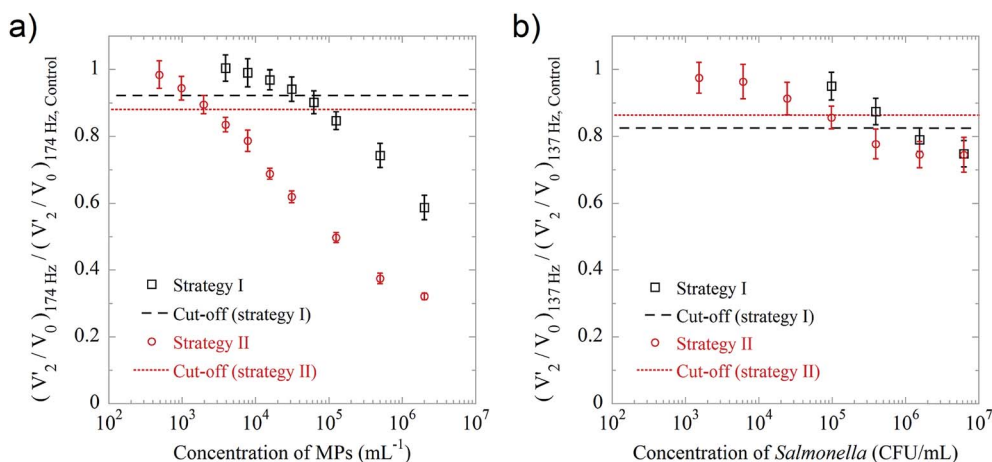 a)
(V'2 / V0)174 Hz / (V'2 / V0)174 Hz, Control
1
0.8
0.6
0.4
0.2
0
Strategy I
Cut-off (strategy I)
Strategy II
Cut-off (strategy II)
10^2 10^3 10^4 10^5 10^6 10^7
Concentration of MPs (mL^-1)
b)
(V'2 / V0)137 Hz / (V'2 / V0)137 Hz, Control
1
0.8
0.6
0.4
0.2
0
Strategy I
Cut-off (strategy I)
Strategy II
Cut-off (strategy II)
10^2 10^3 10^4 10^5 10^6 10^7
Concentration of Salmonella (CFU/mL)